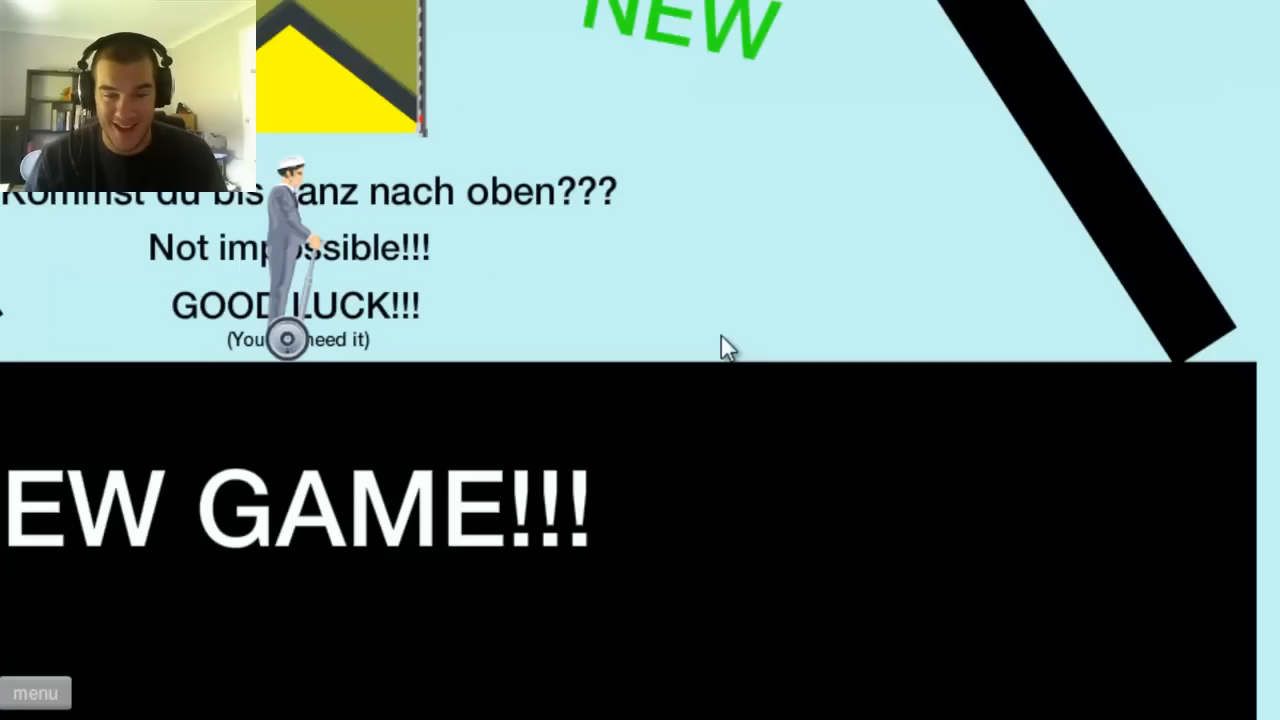 NEW
Kommst du bis ganz nach oben???
Not impossible!!!
GOOD LUCK!!!
(You need it)
EW GAME!!!
menu